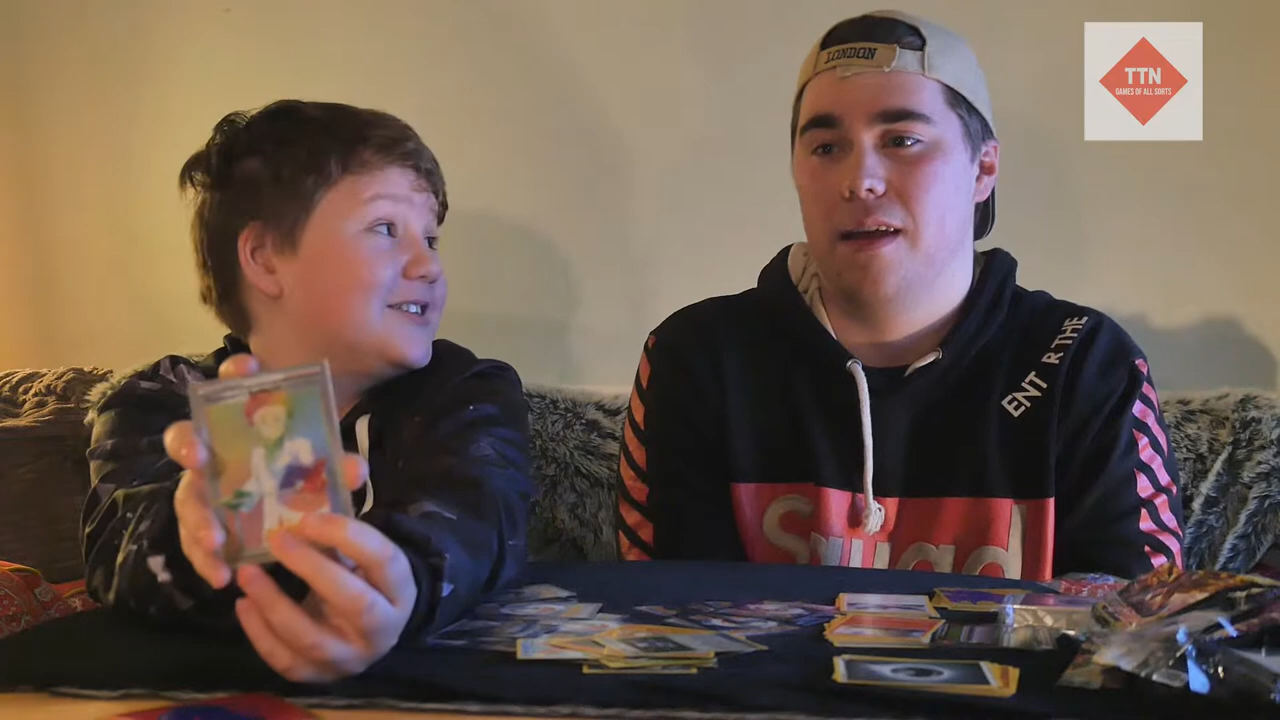 LONDON
TTN
GAMES OF ALL SORTS
ENT R THE
Squad